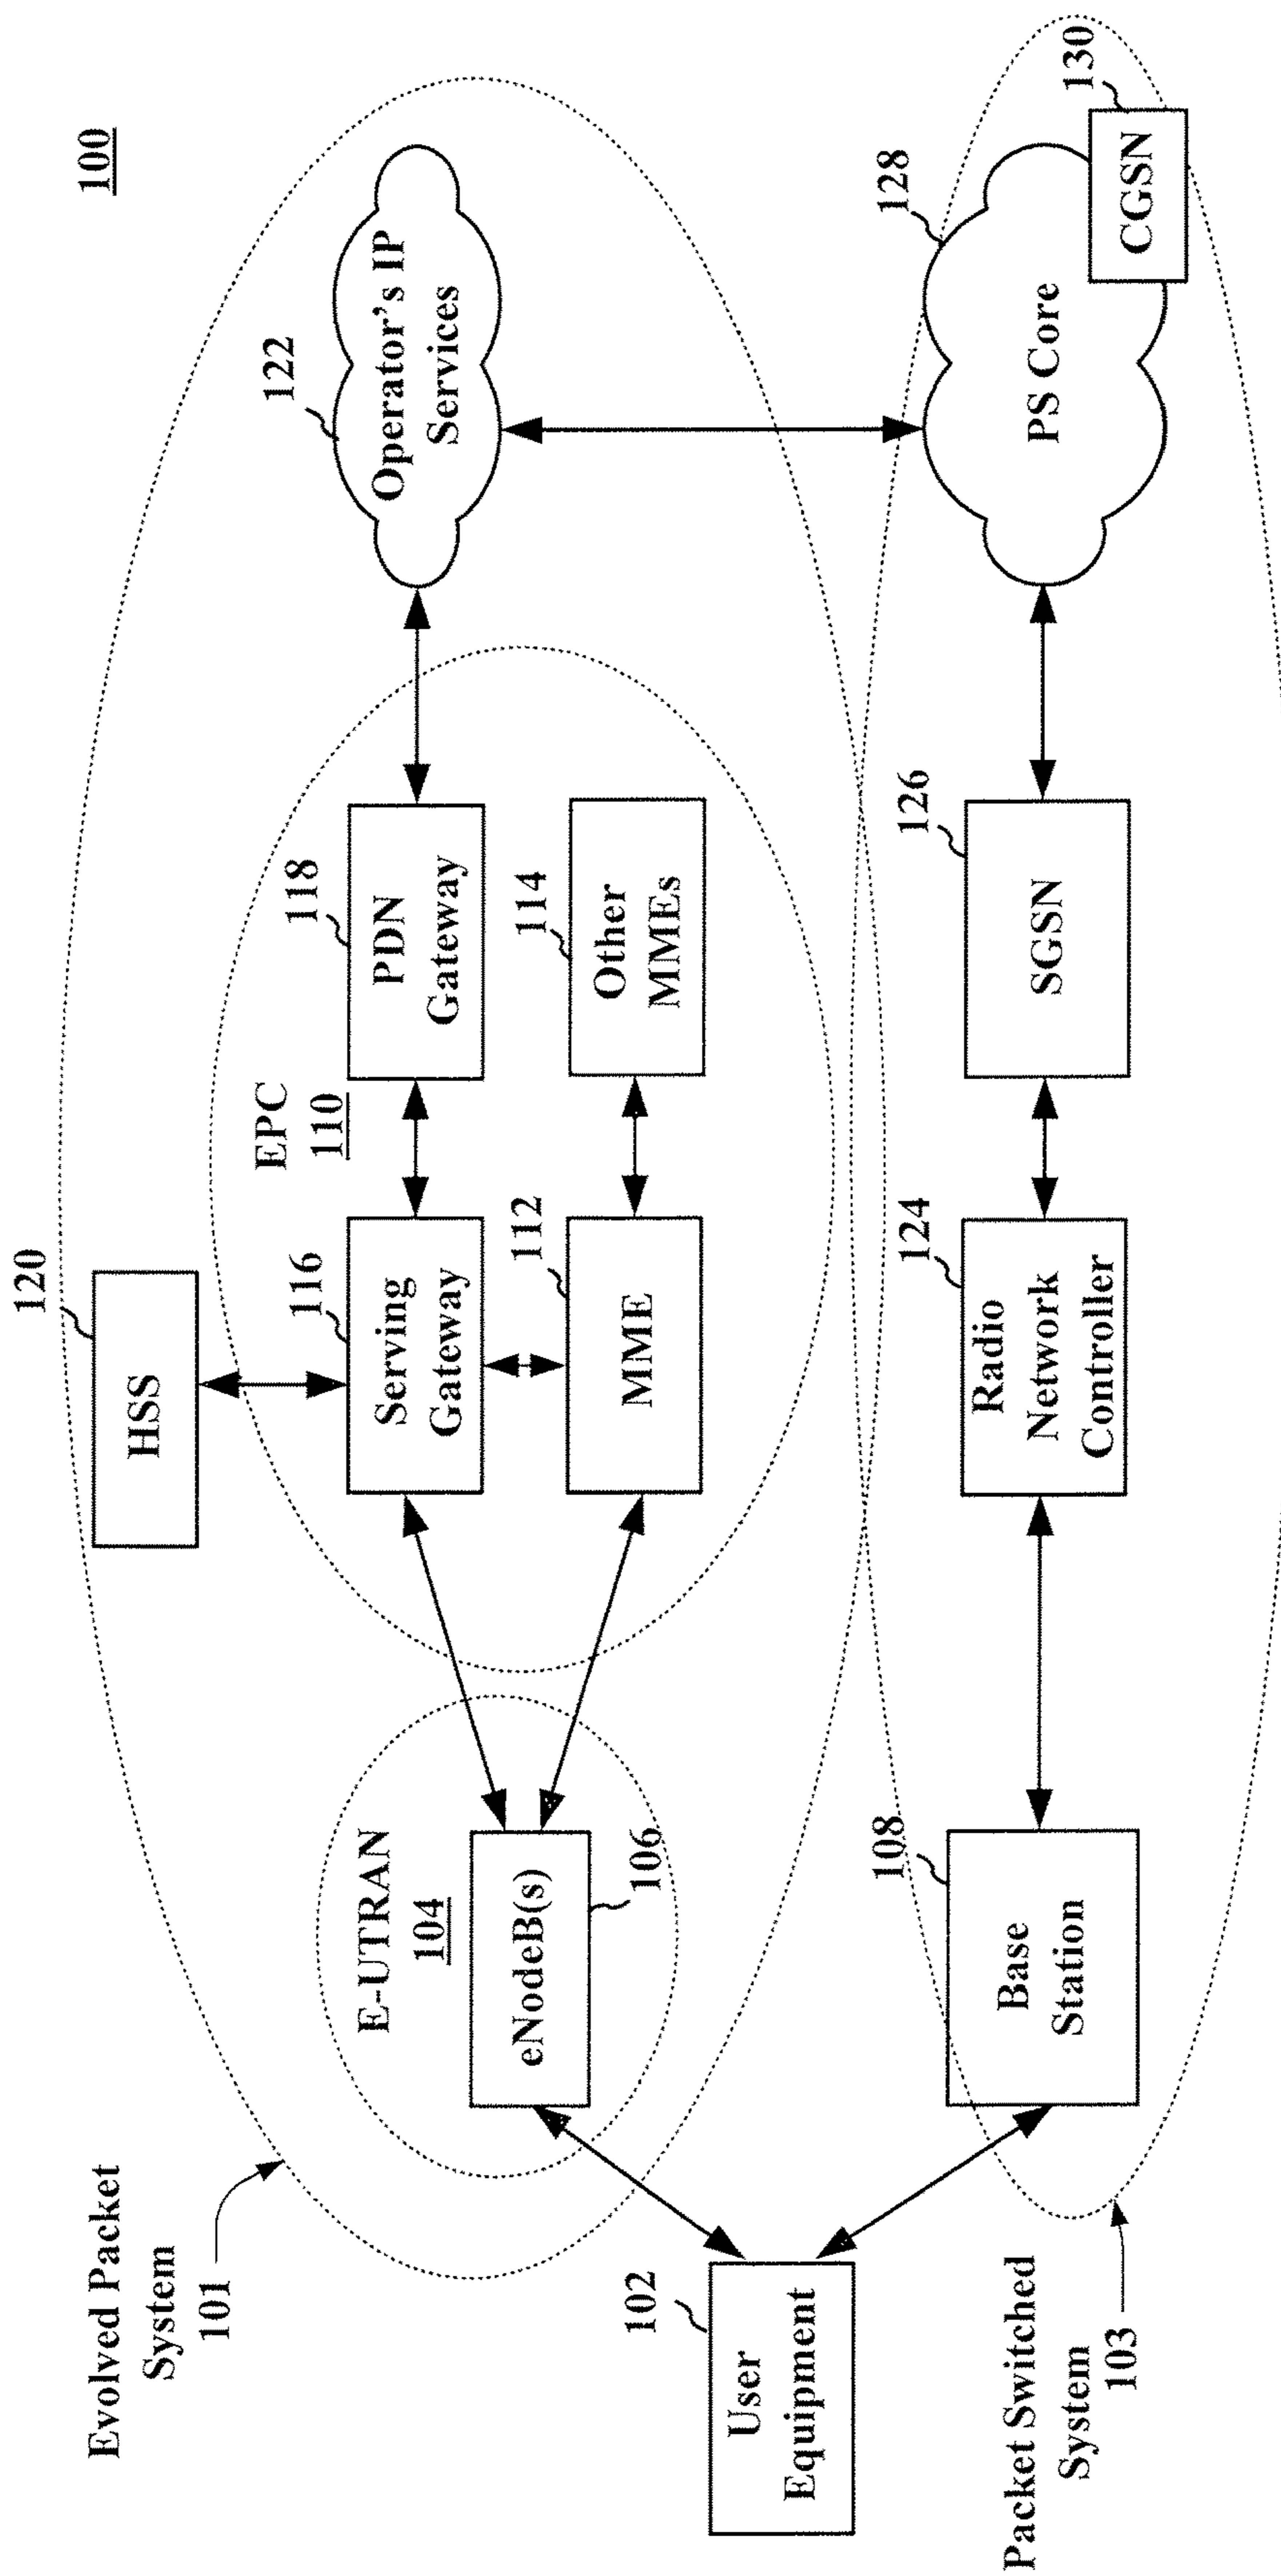 100
Evolved Packet
System
101
120
HSS
E-UTRAN
104
eNodeB(s)
106
EPC
110
116
Serving
Gateway
118
PDN
Gateway
112
MME
114
Other
MMEs
122
Operator's IP
Services
102
User
Equipment
Packet Switched
System
103
108
Base
Station
124
Radio
Network
Controller
126
SGSN
128
PS Core
CGSN
130